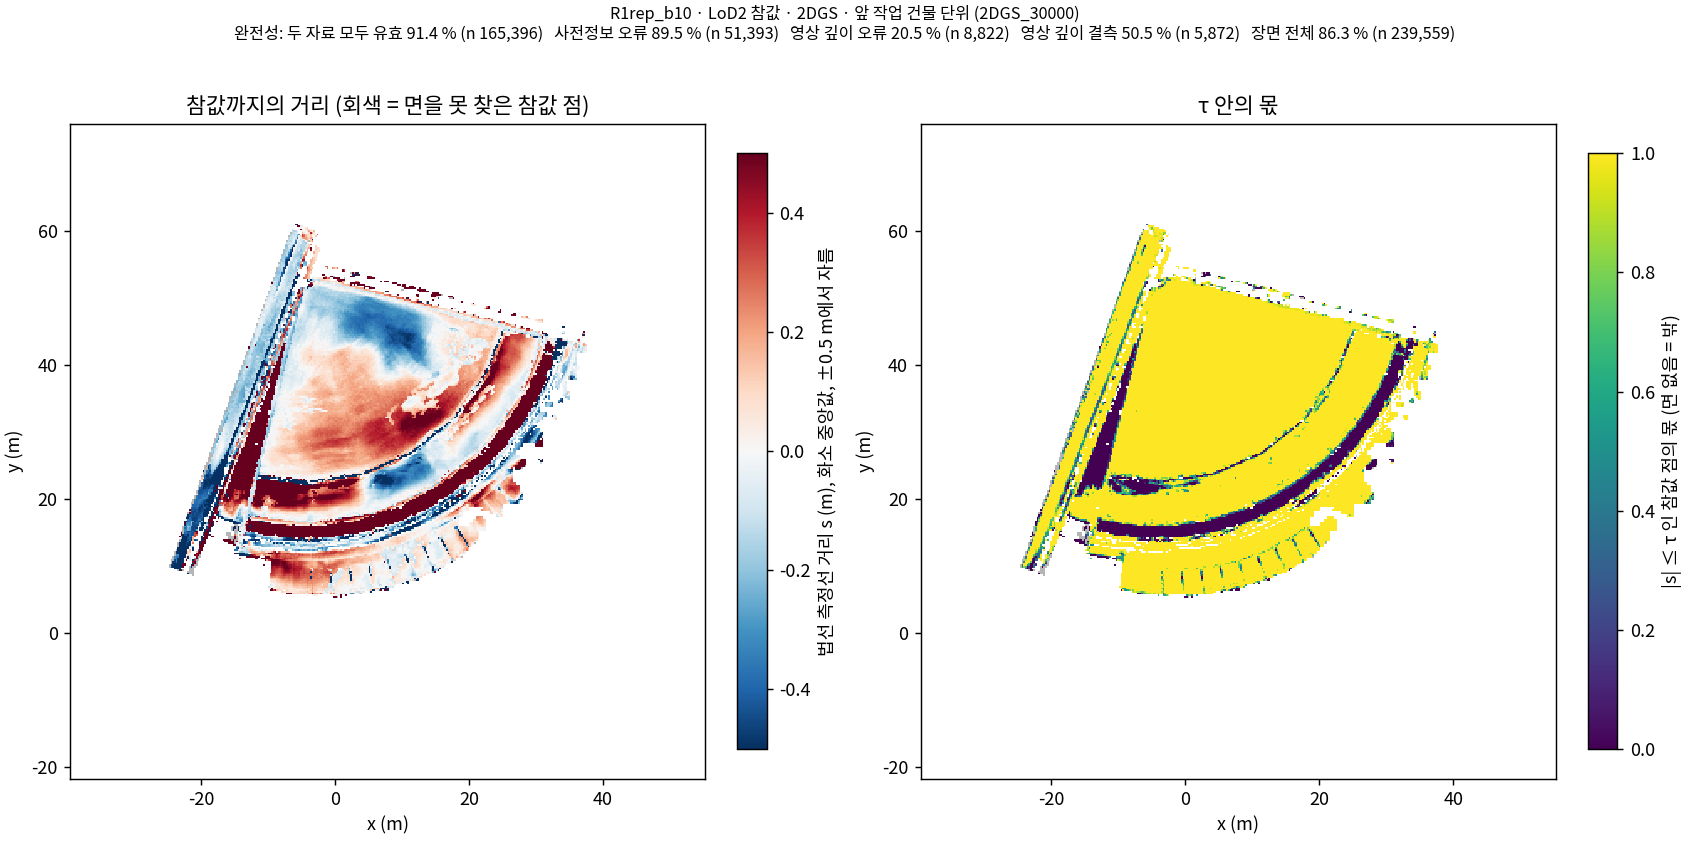 R1rep_b10 · LoD2 참값 · 2DGS · 앞 작업 건물 단위 (2DGS_30000)
완전성: 두 자료 모두 유효 91.4 % (n 165,396)   사전정보 오류 89.5 % (n 51,393)   영상 깊이 오류 20.5 % (n 8,822)   영상 깊이 결측 50.5 % (n 5,872)   장면 전체 86.3 % (n 239,559)
참값까지의 거리 (회색 = 면을 못 찾은 참값 점)
60
40
20
0
-20
y (m)
-20 0 20 40
x (m)
0.4
0.2
0.0
-0.2
-0.4
법선 측정선 거리 s (m), 화소 중앙값, ±0.5 m에서 자름
τ 안의 몫
60
40
20
0
-20
y (m)
-20 0 20 40
x (m)
1.0
0.8
0.6
0.4
0.2
0.0
|s| ≤ τ 인 참값 점의 몫 (면 없음 = 밖)